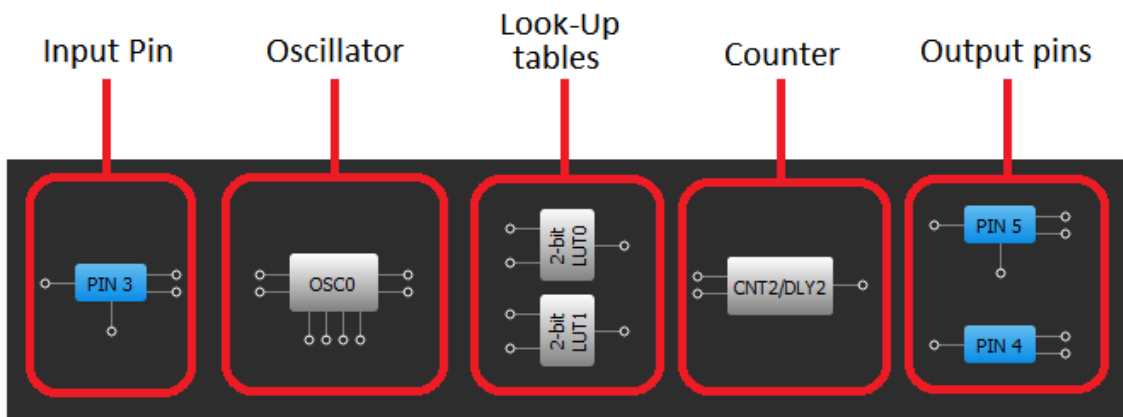 Input Pin
Oscillator
Look-Up
tables
Counter
Output pins
PIN 3
OSC0
2-bit
LUT0
2-bit
LUT1
CNT2/DLY2
PIN 5
PIN 4